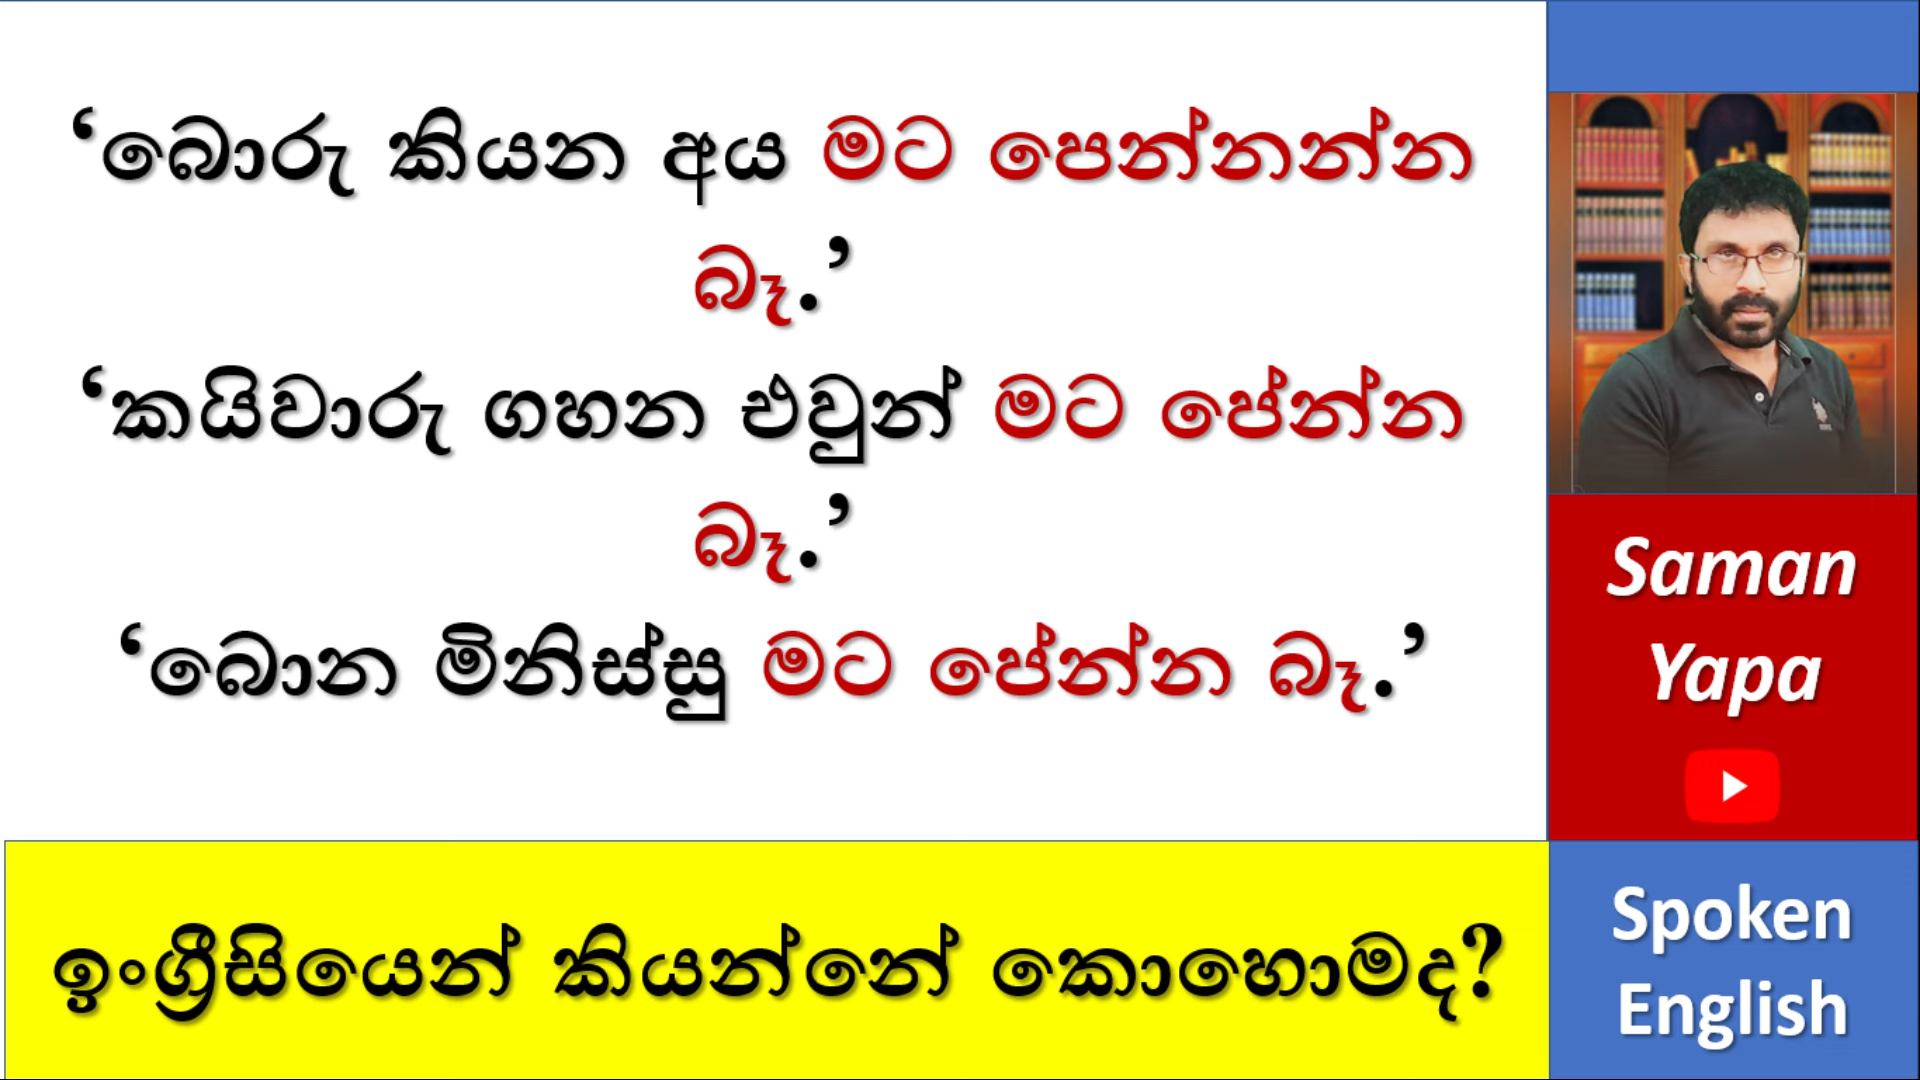 ‘බොරු කියන අය මට පෙන්නන්න
බෑ.’
‘කයිවාරු ගහන එවුන් මට පේන්න
බෑ.’
‘බොන මිනිස්සු මට පේන්න බෑ.’
ඉංග්‍රීසියෙන් කියන්නේ කොහොමද?
Saman
Yapa
Spoken
English